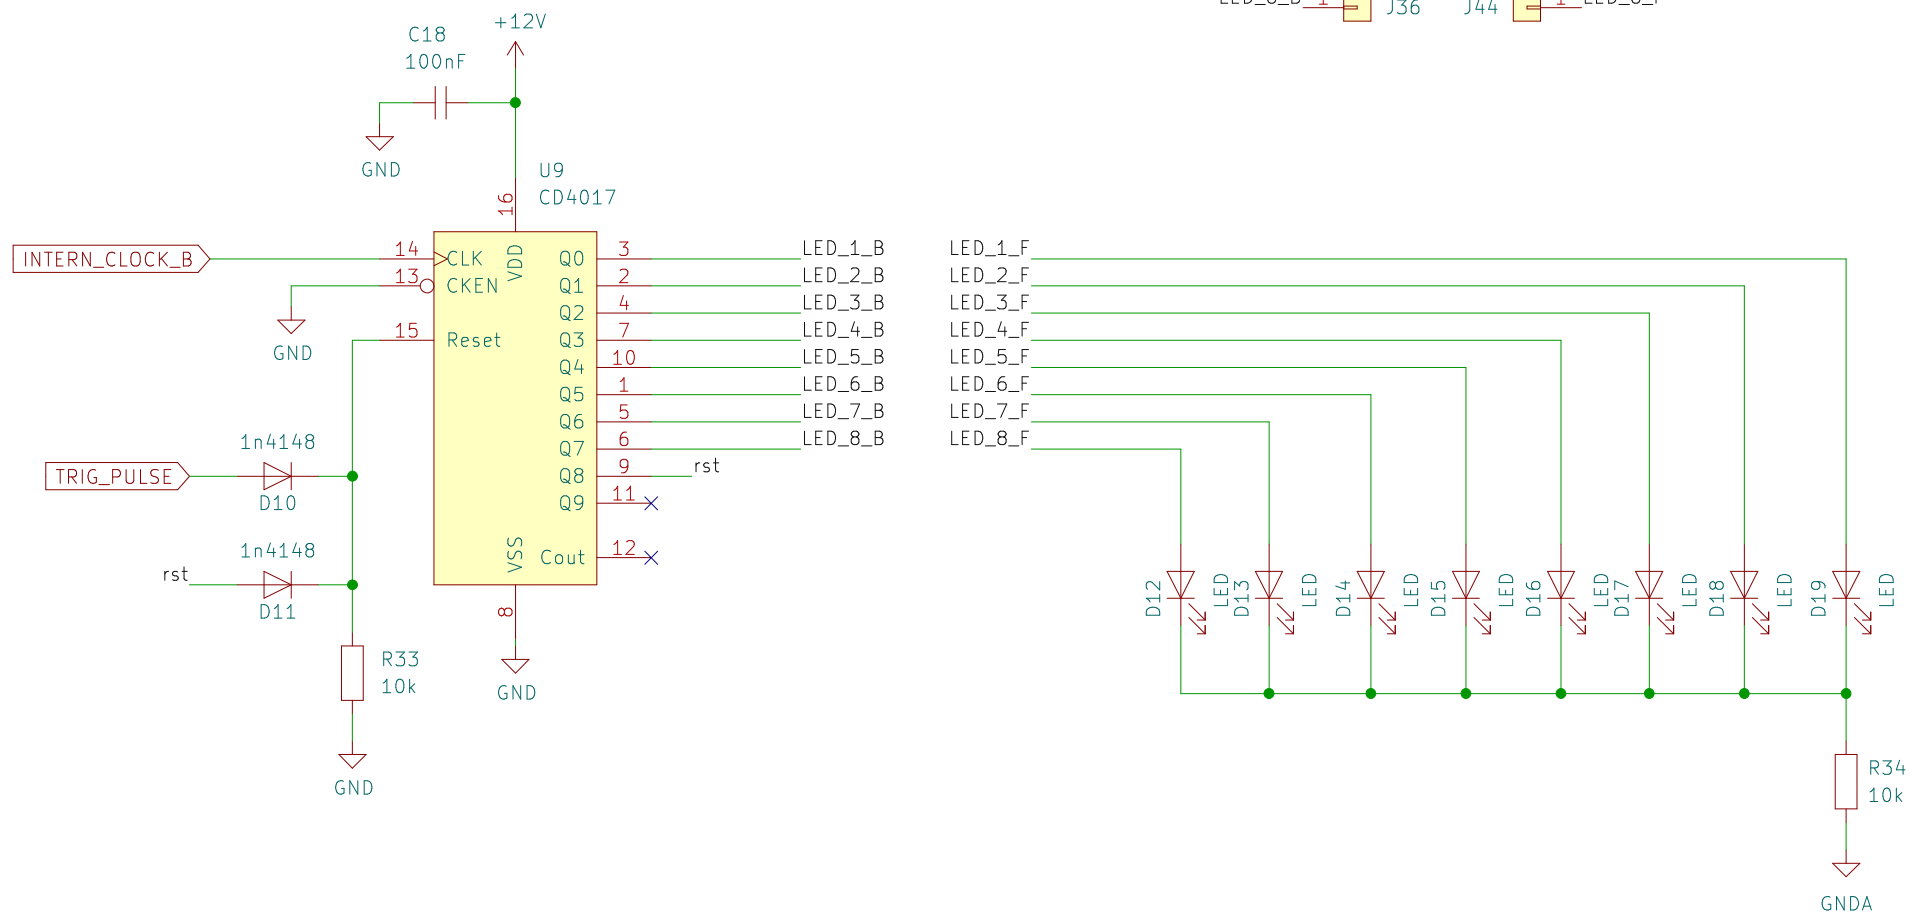 J36
J44
+12V
C18
100nF
GND
U9
CD4017
16
VDD
INTERN_CLOCK_B
14
CLK
13
CKEN
GND
15
Reset
Q0
3
LED_1_B
LED_1_F
Q1
2
LED_2_B
LED_2_F
Q2
4
LED_3_B
LED_3_F
Q3
7
LED_4_B
LED_4_F
Q4
10
LED_5_B
LED_5_F
Q5
1
LED_6_B
LED_6_F
Q6
5
LED_7_B
LED_7_F
Q7
6
LED_8_B
LED_8_F
Q8
9
rst
Q9
11
Cout
12
VSS
8
GND
1n4148
TRIG_PULSE
D10
1n4148
rst
D11
R33
10k
GND
D12
LED
D13
LED
D14
LED
D15
LED
D16
LED
D17
LED
D18
LED
D19
LED
R34
10k
GNDA